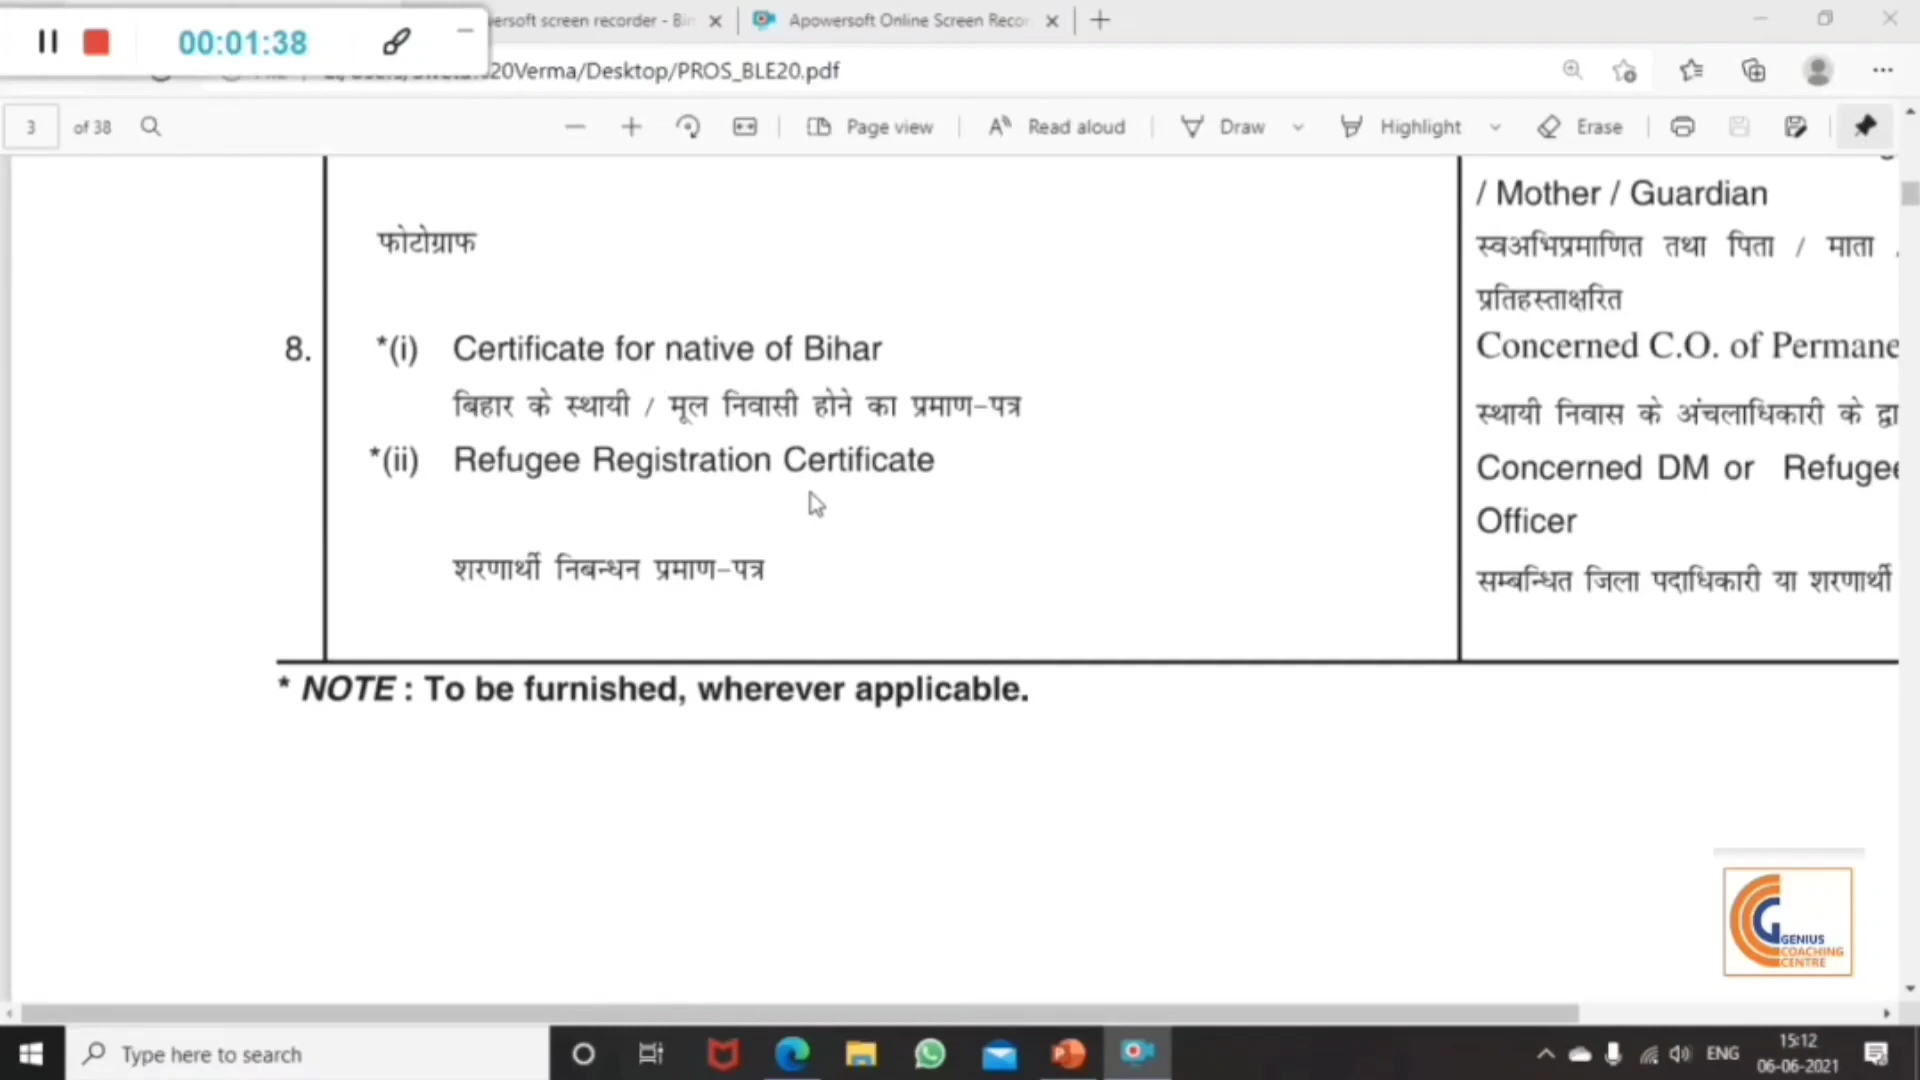 00:01:38
ersoft screen recorder - Bin
Apowersoft Online Screen Recor
20Verma/Desktop/PROS_BLE20.pdf
3 of 38
Page view
Read aloud
Draw
Highlight
Erase
/ Mother / Guardian
फोटोग्राफ
स्वअभिप्रमाणित तथा पिता / माता
प्रतिहस्ताक्षरित
8. *(i) Certificate for native of Bihar
Concerned C.O. of Permane
बिहार के स्थायी / मूल निवासी होने का प्रमाण-पत्र
स्थायी निवास के अंचलाधिकारी के द्वा
*(ii) Refugee Registration Certificate
Concerned DM or Refugee
Officer
शरणार्थी निबन्धन प्रमाण-पत्र
सम्बन्धित जिला पदाधिकारी या शरणार्थी
* NOTE : To be furnished, wherever applicable.
GENIUS
COACHING
CENTRE
Type here to search
ENG
15:12
06-06-2021